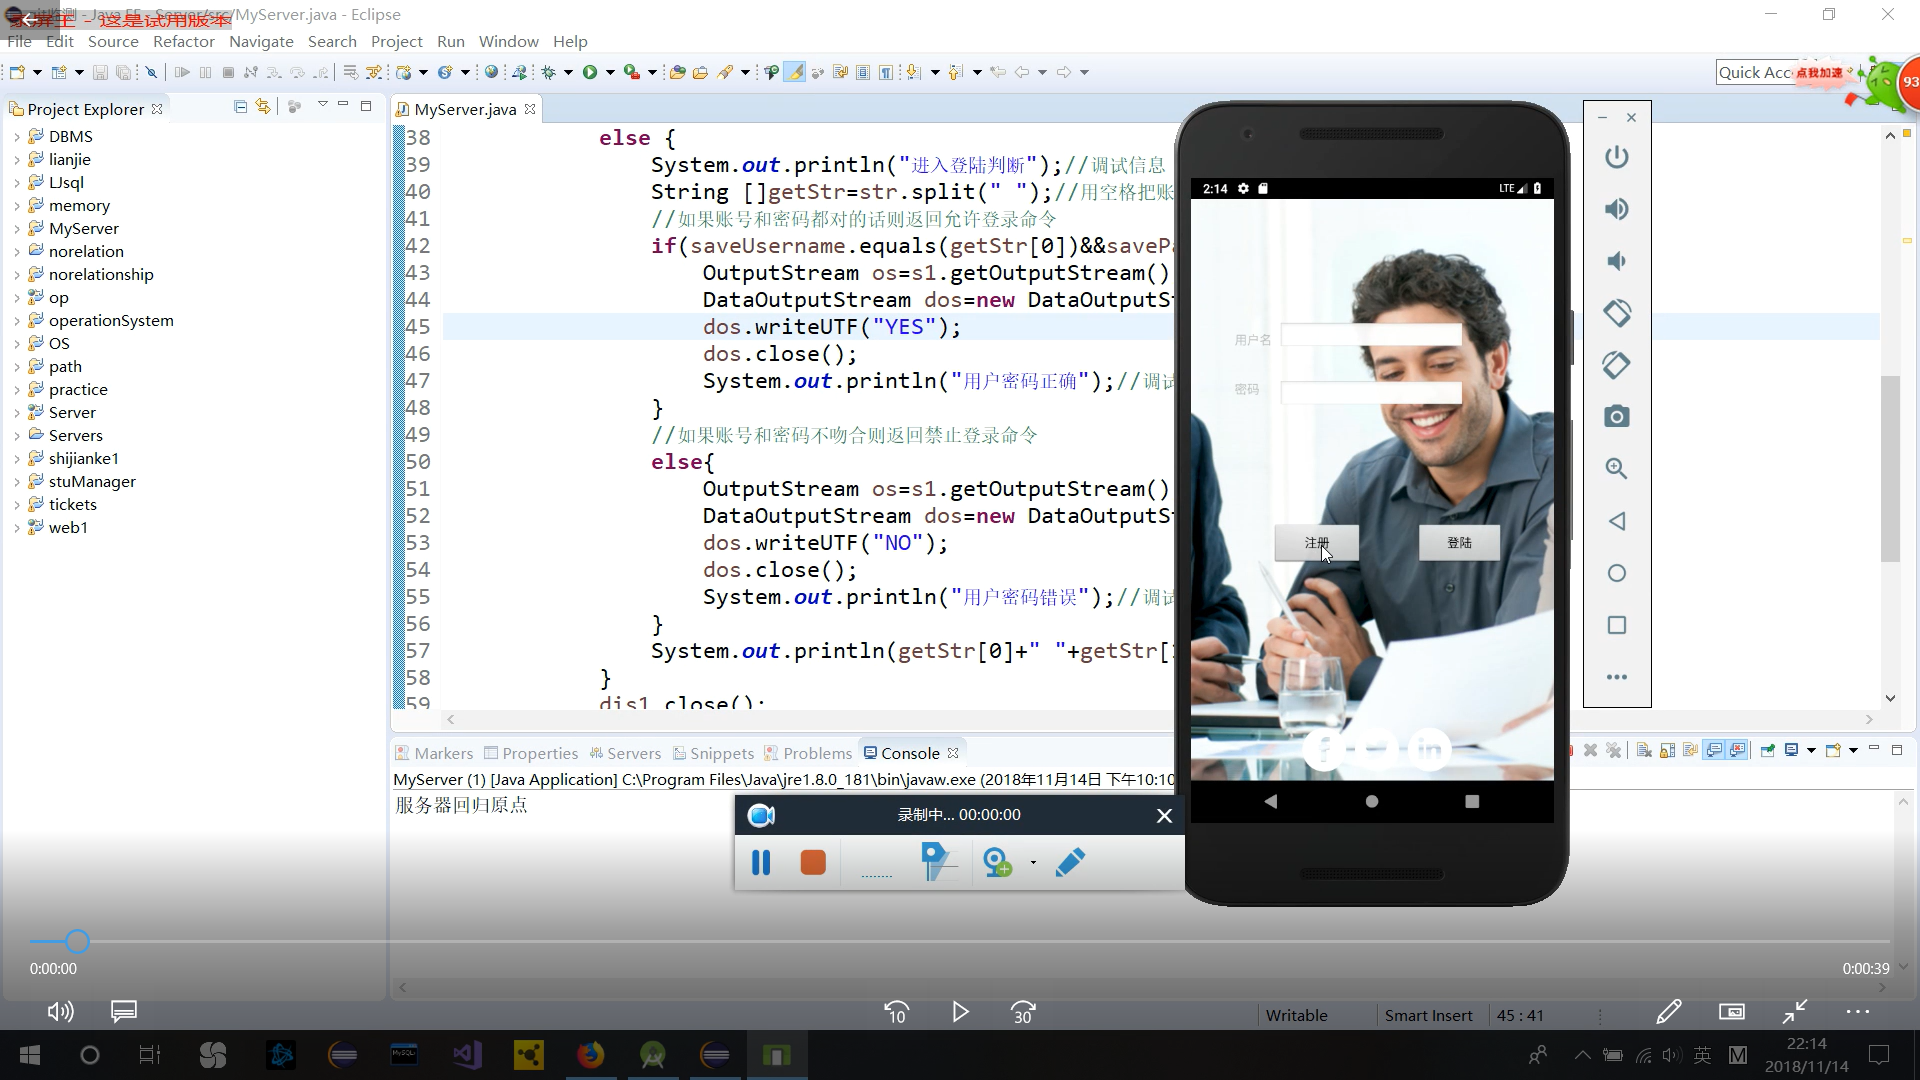 录屏王 - 这是试用版本
MyServer.java - Eclipse
File Edit Source Refactor Navigate Search Project Run Window Help
Quick Acc
点我加速
93
Project Explorer
DBMS
lianjie
LJsql
memory
MyServer
norelation
norelationship
op
operationSystem
OS
path
practice
Server
Servers
shijianke1
stuManager
tickets
web1
MyServer.java
38 else {
39 System.out.println("进入登陆判断");//调试信息
40 String []getStr=str.split(" ");//用空格把账
41 //如果账号和密码都对的话则返回允许登录命令
42 if(saveUsername.equals(getStr[0])&&savePa
43 OutputStream os=s1.getOutputStream()
44 DataOutputStream dos=new DataOutputSt
45 dos.writeUTF("YES");
46 dos.close();
47 System.out.println("用户密码正确");//调试
48 }
49 //如果账号和密码不吻合则返回禁止登录命令
50 else{
51 OutputStream os=s1.getOutputStream()
52 DataOutputStream dos=new DataOutputSt
53 dos.writeUTF("NO");
54 dos.close();
55 System.out.println("用户密码错误");//调试
56 }
57 System.out.println(getStr[0]+" "+getStr[
58 }
59 dis1.close();
2:14
LTE
用户名
密码
注册
登陆
Markers Properties Servers Snippets Problems Console
MyServer (1) [Java Application] C:\Program Files\Java\jre1.8.0_181\bin\javaw.exe (2018年11月14日 下午10:10
服务器回归原点
录制中... 00:00:00
0:00:00
0:00:39
10
30
Writable
Smart Insert
45 : 41
MySQL
英
M
22:14
2018/11/14